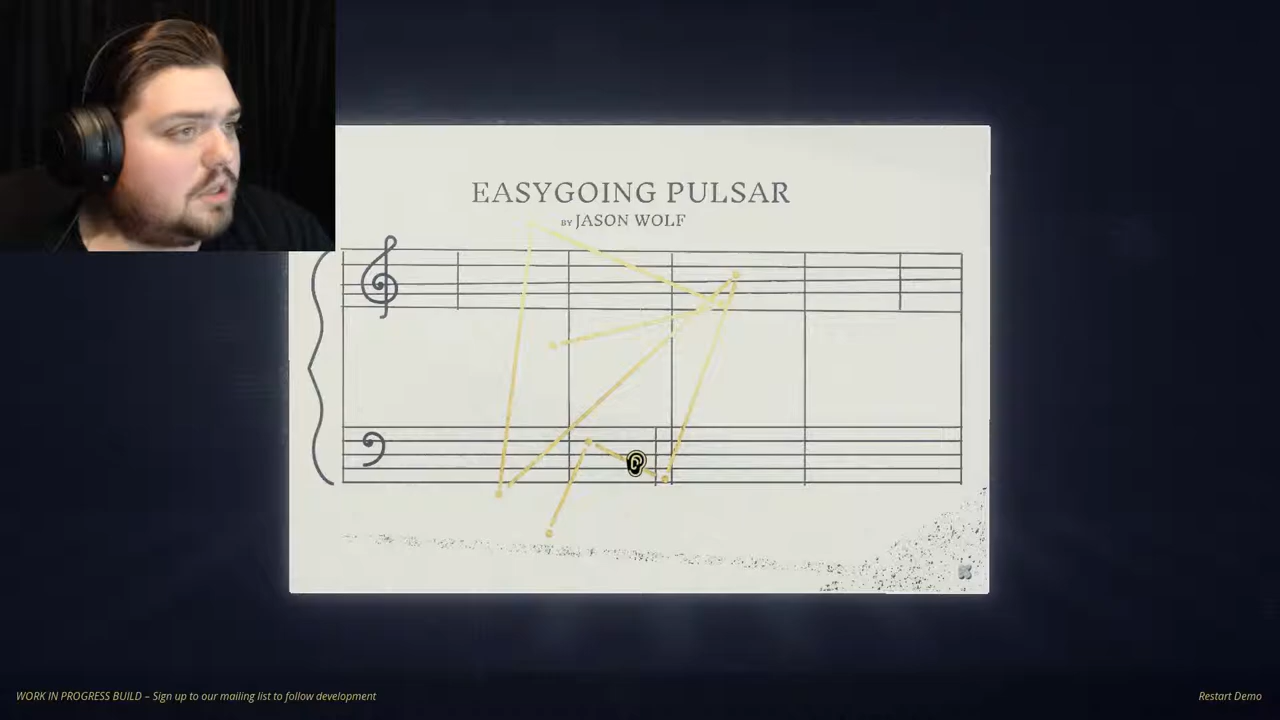 EASYGOING PULSAR
BY JASON WOLF
WORK IN PROGRESS BUILD – Sign up to our mailing list to follow development
Restart Demo